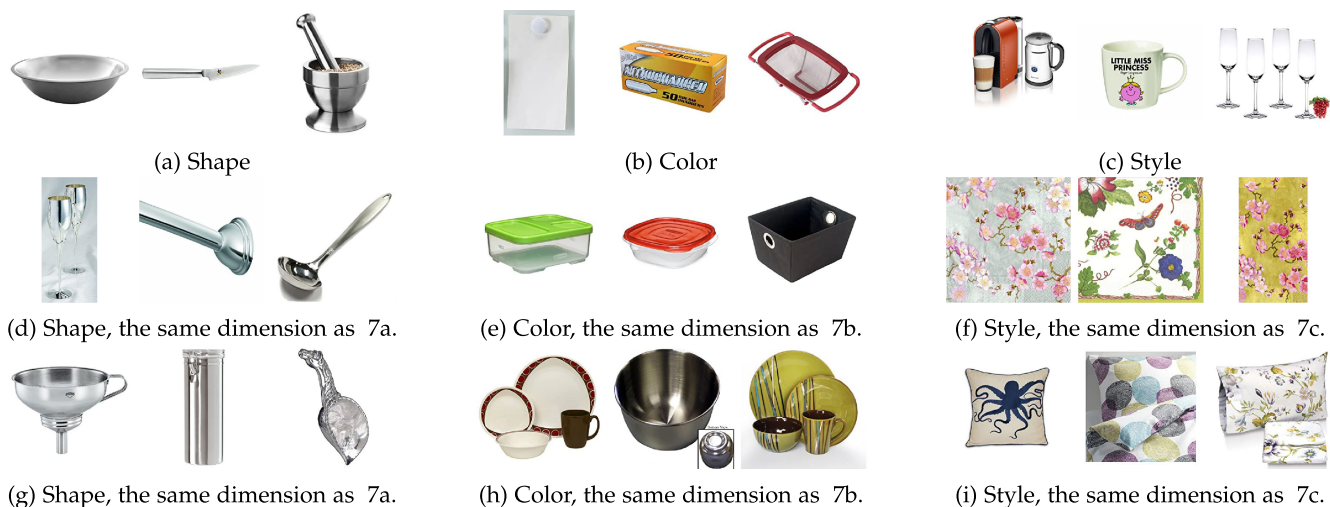 LITTLE MISS
PRINCESS
50
(a) Shape
(b) Color
(c) Style
(d) Shape, the same dimension as 7a.
(e) Color, the same dimension as 7b.
(f) Style, the same dimension as 7c.
(g) Shape, the same dimension as 7a.
(h) Color, the same dimension as 7b.
(i) Style, the same dimension as 7c.